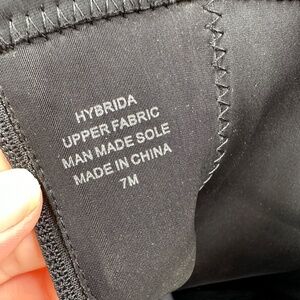 HYBRIDA
UPPER FABRIC
MAN MADE SOLE
MADE IN CHINA
7M